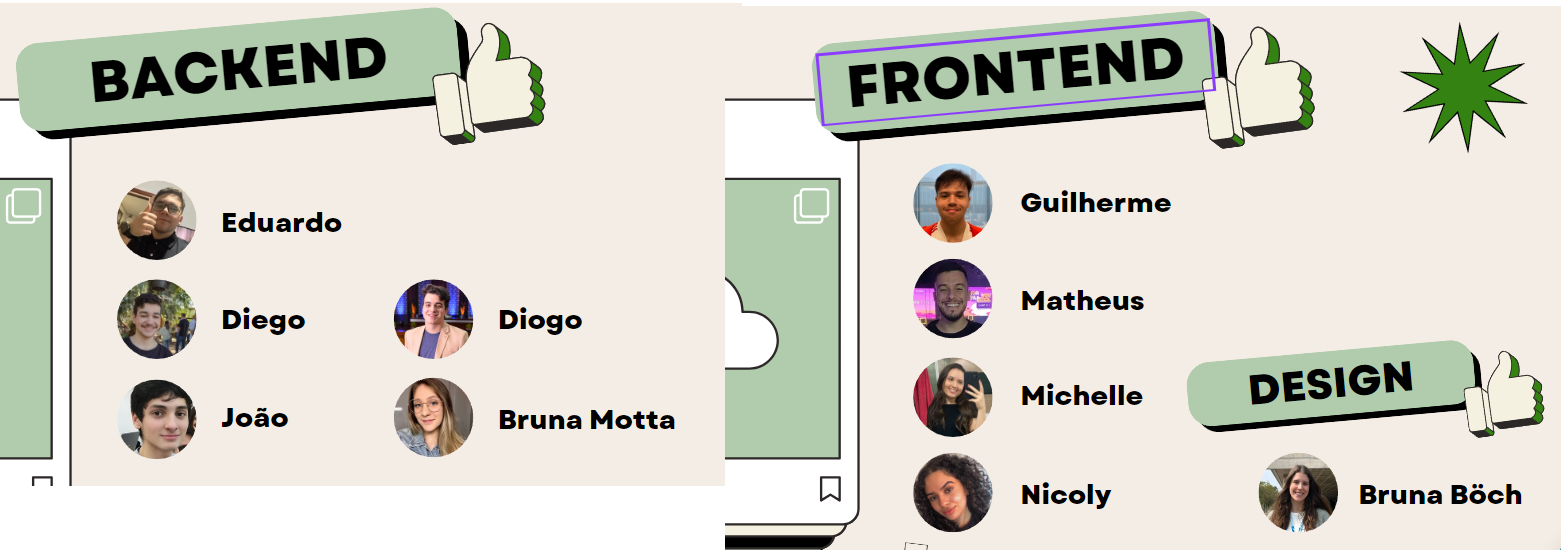 BACKEND
Eduardo
Diego
Diogo
João
Bruna Motta
FRONTEND
Guilherme
Matheus
Michelle
Nicoly
DESIGN
Bruna Böch